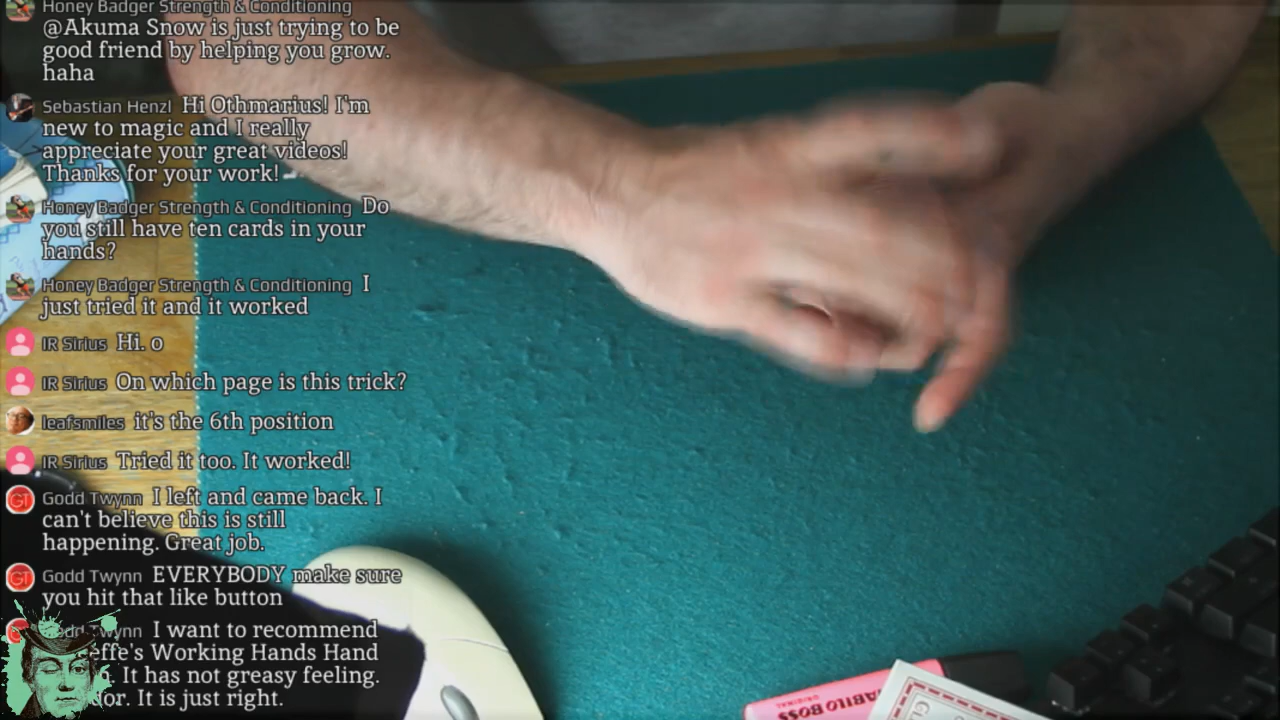 Honey Badger Strength & Conditioning
@Akuma Snow is just trying to be
good friend by helping you grow.
haha
Sebastian Henzl Hi Othmarius! I'm
new to magic and I really
appreciate your great videos!
Thanks for your work!
Honey Badger Strength & Conditioning Do
you still have ten cards in your
hands?
Honey Badger Strength & Conditioning I
just tried it and it worked
IR Sirius Hi. o
IR Sirius On which page is this trick?
leafsmiles it's the 6th position
IR Sirius Tried it too. It worked!
GT Godd Twynn I left and came back. I
can't believe this is still
happening. Great job.
GT Godd Twynn EVERYBODY make sure
you hit that like button
Twynn I want to recommend
Working Hands Hand
It has not greasy feeling.
It is just right.
BOSS
ORIGINAL